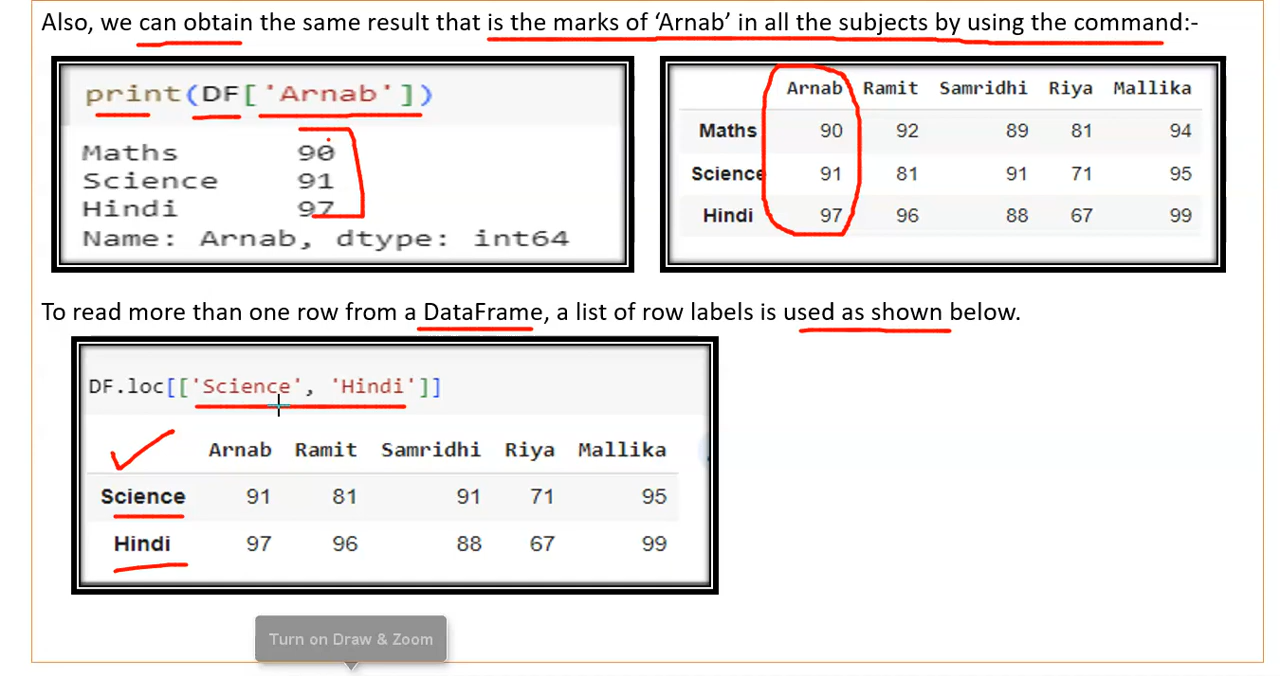 Also, we can obtain the same result that is the marks of ‘Arnab’ in all the subjects by using the command:-
print(DF['Arnab'])
Maths 90
Science 91
Hindi 97
Name: Arnab, dtype: int64
Arnab Ramit Samridhi Riya Mallika
Maths 90 92 89 81 94
Science 91 81 91 71 95
Hindi 97 96 88 67 99
To read more than one row from a DataFrame, a list of row labels is used as shown below.
DF.loc[['Science', 'Hindi']]
Arnab Ramit Samridhi Riya Mallika
Science 91 81 91 71 95
Hindi 97 96 88 67 99
Turn on Draw & Zoom